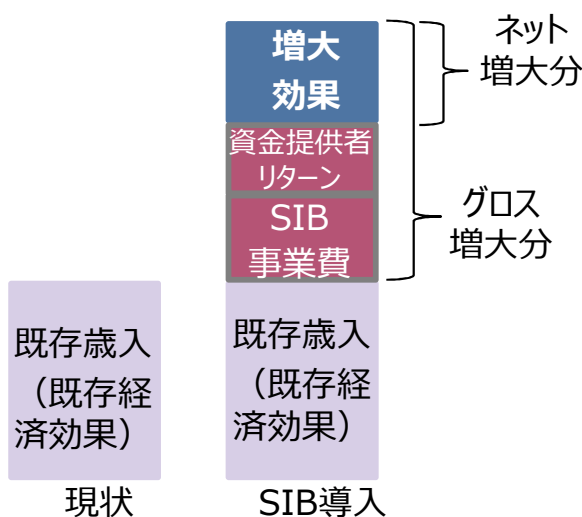 増大
効果
資金提供者
リターン
SIB
事業費
既存歳入
（既存経
済効果）
既存歳入
（既存経
済効果）
現状
SIB導入
ネット
増大分
グロス
増大分